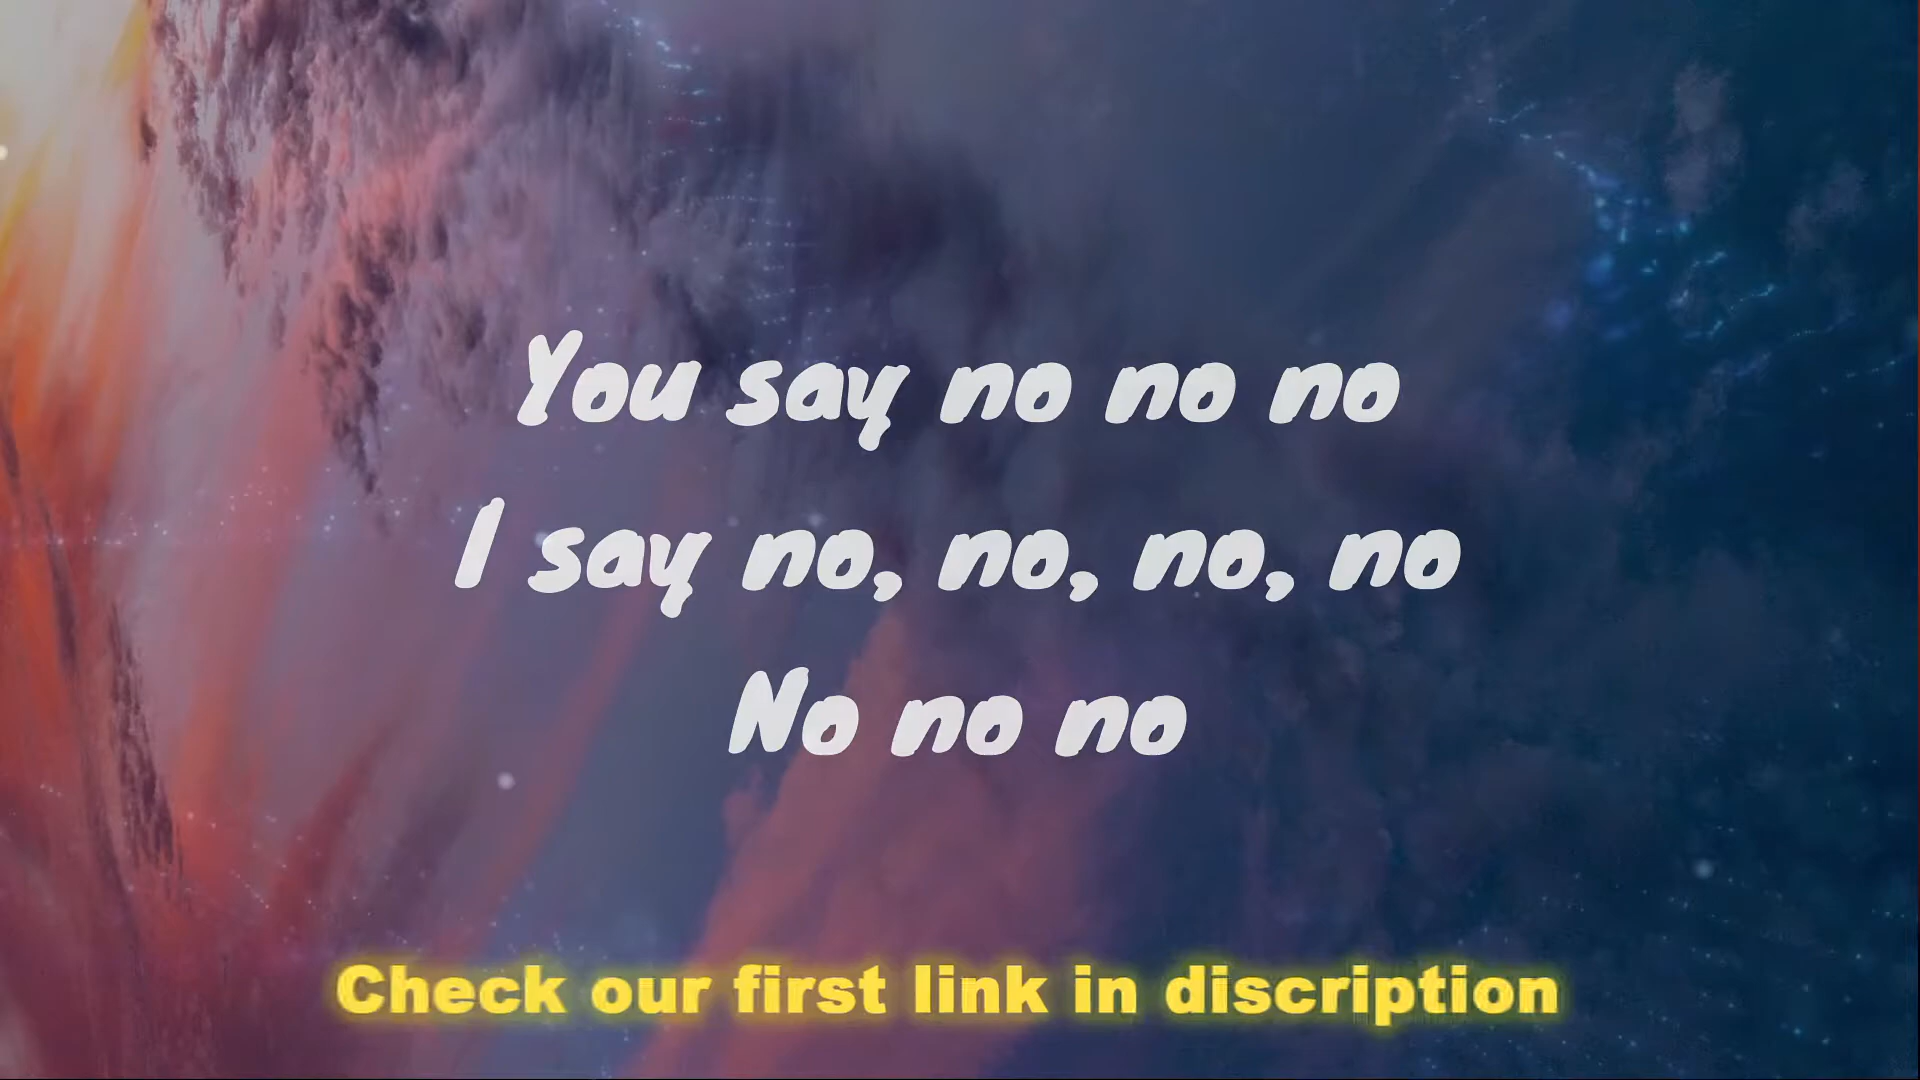 You say no no no
I say no, no, no, no
No no no
Check our first link in discription